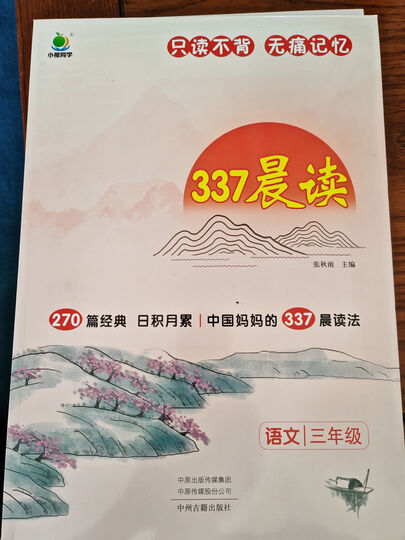 小橙同学
只读不背 无痛记忆
337晨读
张秋雨 主编
270篇经典 日积月累｜中国妈妈的337晨读法
语文｜三年级
中原出版传媒集团
中原传媒股份公司
中州古籍出版社